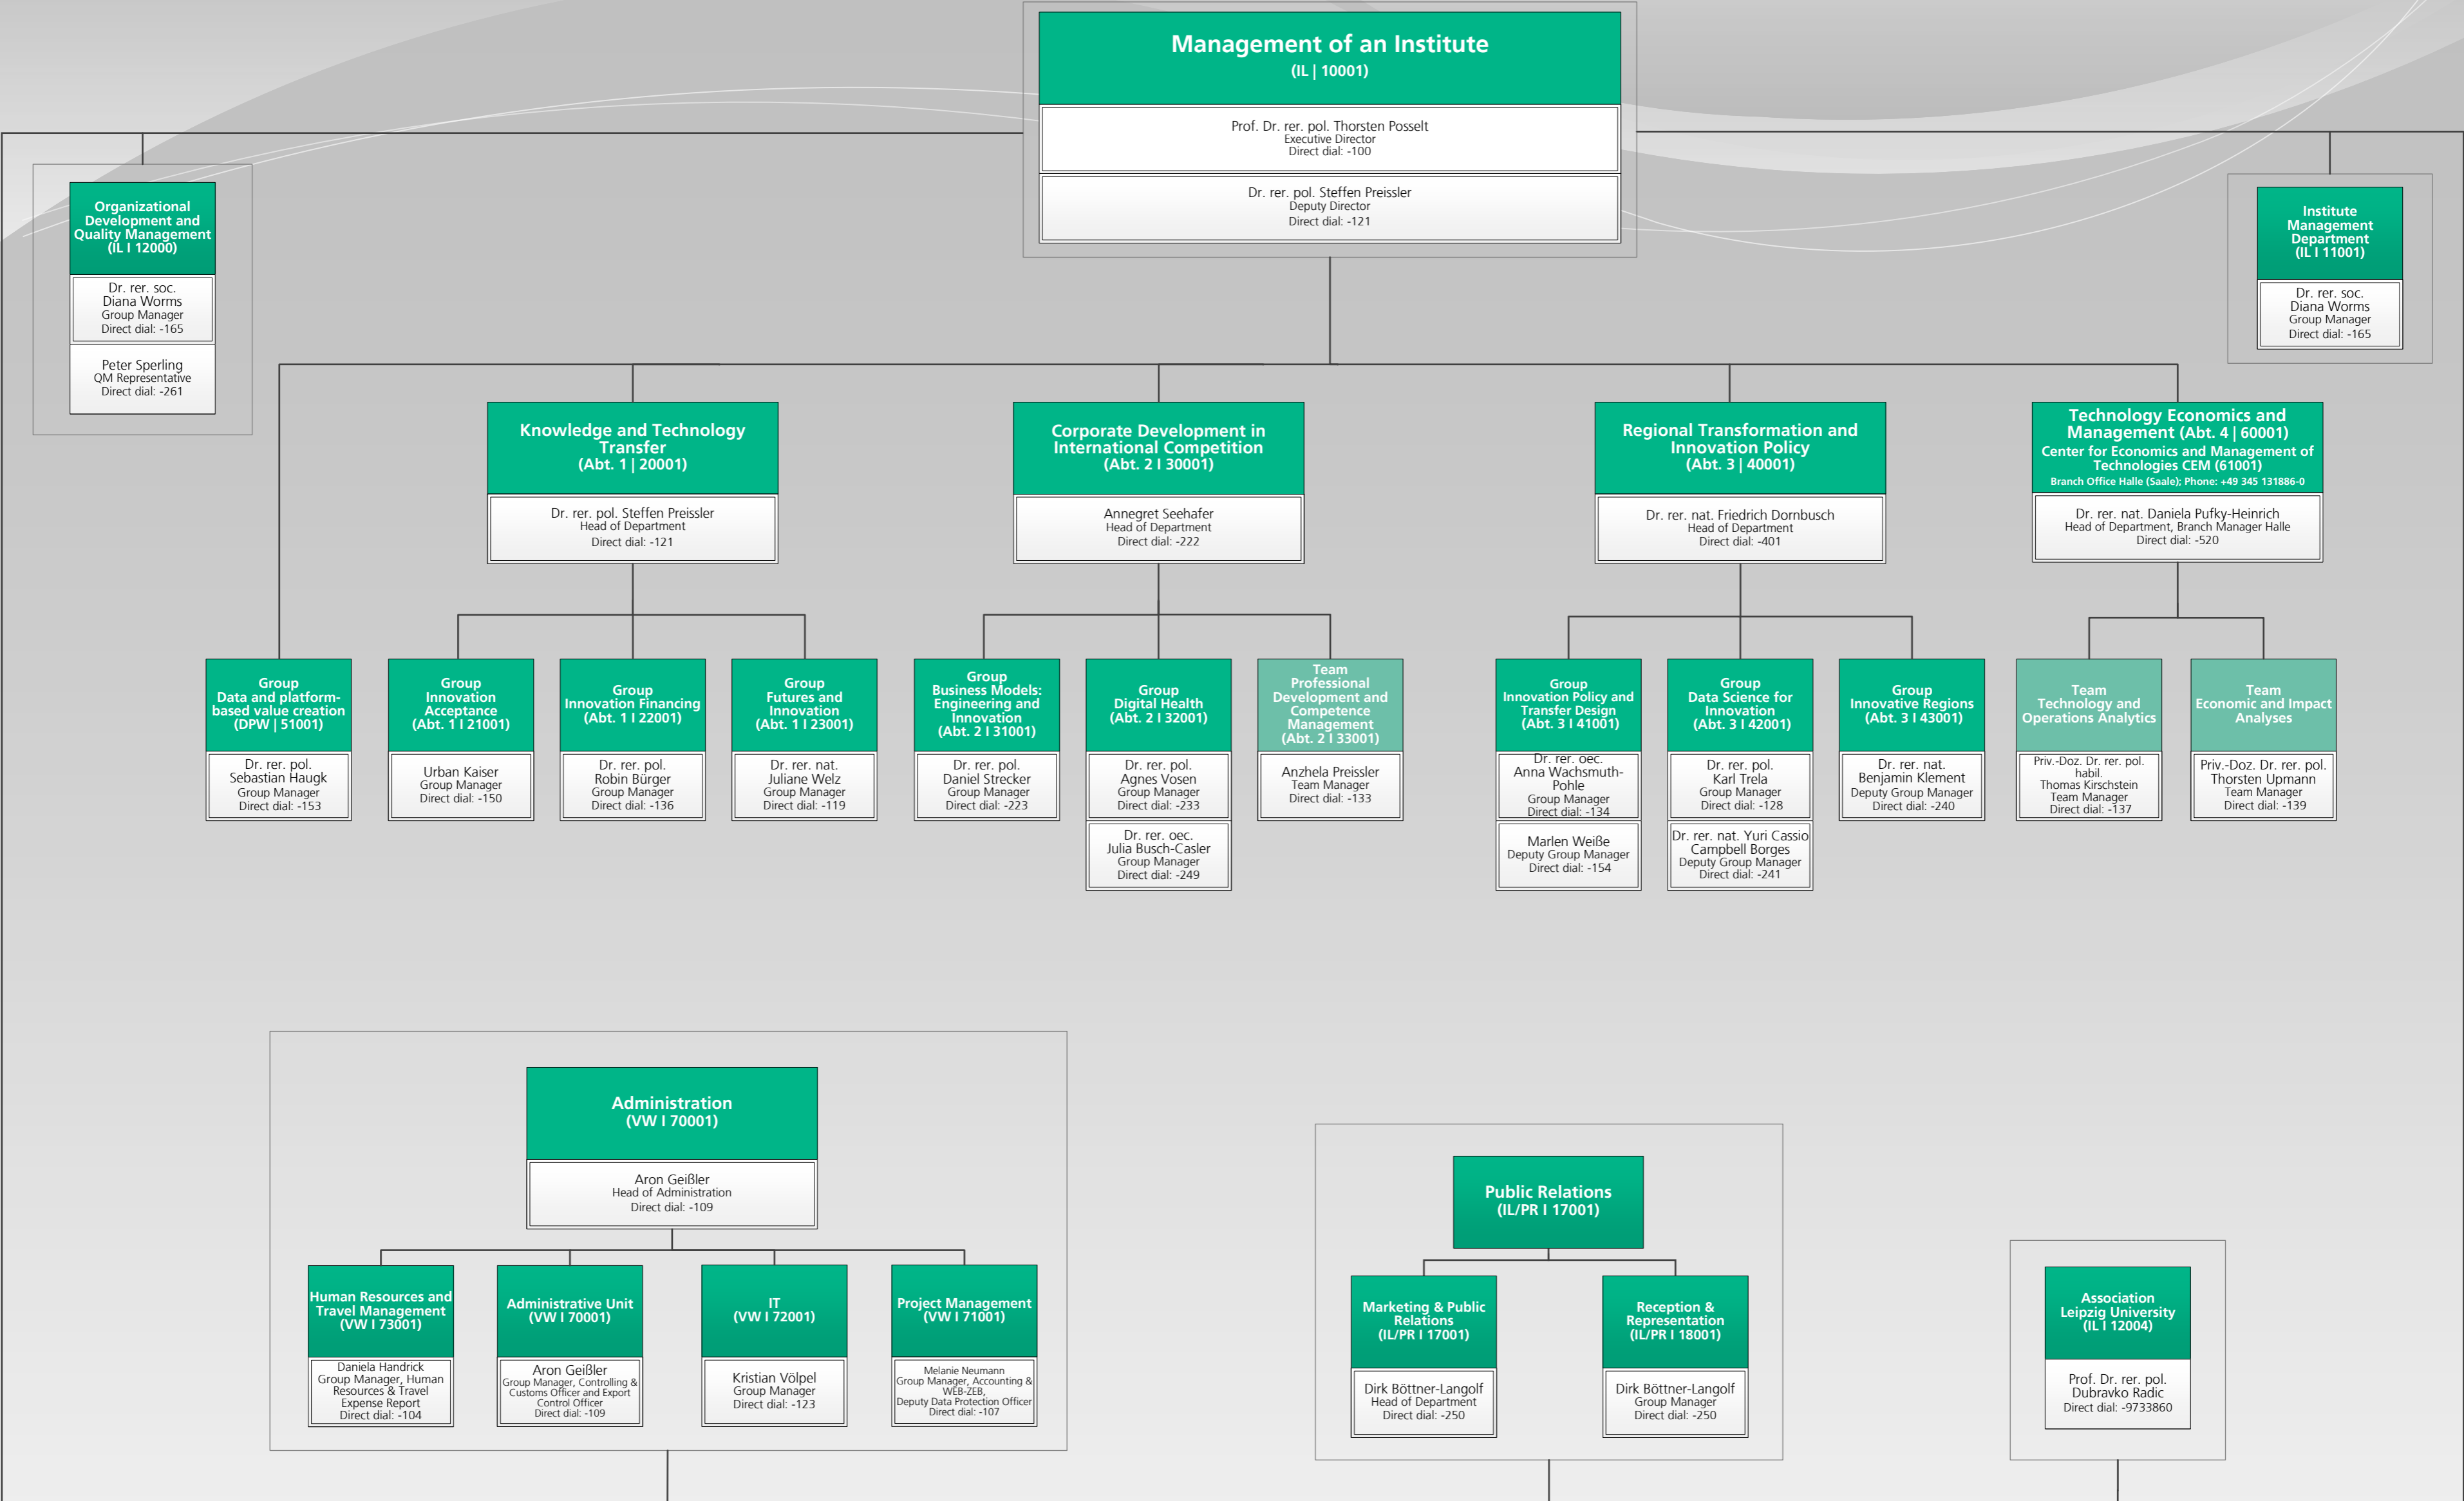 Management of an Institute
(IL | 10001)
Prof. Dr. rer. pol. Thorsten Posselt
Executive Director
Direct dial: -100
Dr. rer. pol. Steffen Preissler
Deputy Director
Direct dial: -121
Organizational
Development and
Quality Management
(IL I 12000)
Dr. rer. soc.
Diana Worms
Group Manager
Direct dial: -165
Peter Sperling
QM Representative
Direct dial: -261
Institute
Management
Department
(IL I 11001)
Dr. rer. soc.
Diana Worms
Group Manager
Direct dial: -165
Knowledge and Technology
Transfer
(Abt. 1 | 20001)
Dr. rer. pol. Steffen Preissler
Head of Department
Direct dial: -121
Corporate Development in
International Competition
(Abt. 2 I 30001)
Annegret Seehafer
Head of Department
Direct dial: -222
Regional Transformation and
Innovation Policy
(Abt. 3 | 40001)
Dr. rer. nat. Friedrich Dornbusch
Head of Department
Direct dial: -401
Technology Economics and
Management (Abt. 4 | 60001)
Center for Economics and Management of
Technologies CEM (61001)
Branch Office Halle (Saale); Phone: +49 345 131886-0
Dr. rer. nat. Daniela Pufky-Heinrich
Head of Department, Branch Manager Halle
Direct dial: -520
Group
Data and platform-
based value creation
(DPW | 51001)
Dr. rer. pol.
Sebastian Haugk
Group Manager
Direct dial: -153
Group
Innovation
Acceptance
(Abt. 1 I 21001)
Urban Kaiser
Group Manager
Direct dial: -150
Group
Innovation Financing
(Abt. 1 I 22001)
Dr. rer. pol.
Robin Bürger
Group Manager
Direct dial: -136
Group
Futures and
Innovation
(Abt. 1 I 23001)
Dr. rer. nat.
Juliane Welz
Group Manager
Direct dial: -119
Group
Business Models:
Engineering and
Innovation
(Abt. 2 I 31001)
Dr. rer. pol.
Daniel Strecker
Group Manager
Direct dial: -223
Group
Digital Health
(Abt. 2 I 32001)
Dr. rer. pol.
Agnes Vosen
Group Manager
Direct dial: -233
Dr. rer. oec.
Julia Busch-Casler
Group Manager
Direct dial: -249
Team
Professional
Development and
Competence
Management
(Abt. 2 I 33001)
Anzhela Preissler
Team Manager
Direct dial: -133
Group
Innovation Policy and
Transfer Design
(Abt. 3 I 41001)
Dr. rer. oec.
Anna Wachsmuth-
Pohle
Group Manager
Direct dial: -134
Marlen Weiße
Deputy Group Manager
Direct dial: -154
Group
Data Science for
Innovation
(Abt. 3 I 42001)
Dr. rer. pol.
Karl Trela
Group Manager
Direct dial: -128
Dr. rer. nat. Yuri Cassio
Campbell Borges
Deputy Group Manager
Direct dial: -241
Group
Innovative Regions
(Abt. 3 I 43001)
Dr. rer. nat.
Benjamin Klement
Deputy Group Manager
Direct dial: -240
Team
Technology and
Operations Analytics
Priv.-Doz. Dr. rer. pol.
habil.
Thomas Kirschstein
Team Manager
Direct dial: -137
Team
Economic and Impact
Analyses
Priv.-Doz. Dr. rer. pol.
Thorsten Upmann
Team Manager
Direct dial: -139
Administration
(VW I 70001)
Aron Geißler
Head of Administration
Direct dial: -109
Human Resources and
Travel Management
(VW I 73001)
Daniela Handrick
Group Manager, Human
Resources & Travel
Expense Report
Direct dial: -104
Administrative Unit
(VW I 70001)
Aron Geißler
Group Manager, Controlling &
Customs Officer and Export
Control Officer
Direct dial: -109
IT
(VW I 72001)
Kristian Völpel
Group Manager
Direct dial: -123
Project Management
(VW I 71001)
Melanie Neumann
Group Manager, Accounting &
WEB-ZEB,
Deputy Data Protection Officer
Direct dial: -107
Public Relations
(IL/PR I 17001)
Marketing & Public
Relations
(IL/PR I 17001)
Dirk Böttner-Langolf
Head of Department
Direct dial: -250
Reception &
Representation
(IL/PR I 18001)
Dirk Böttner-Langolf
Group Manager
Direct dial: -250
Association
Leipzig University
(IL I 12004)
Prof. Dr. rer. pol.
Dubravko Radic
Direct dial: -9733860